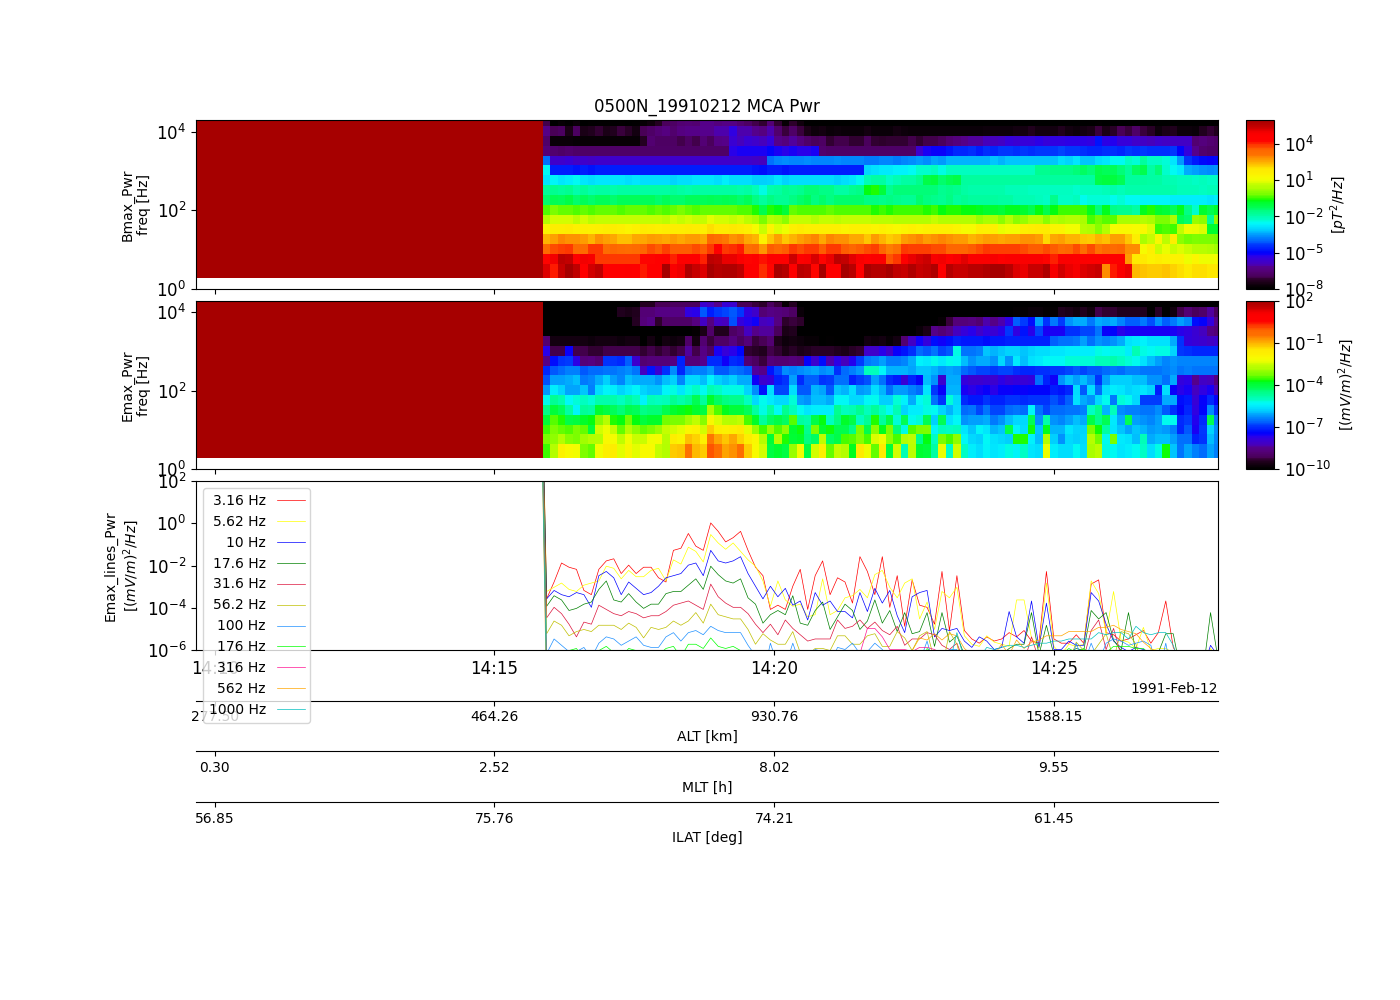 0500N_19910212 MCA Pwr
Bmax_Pwr
freq [Hz]
10^4
10^2
10^0
10^4
10^1
10^-2
10^-5
10^-8
[pT^2/Hz]
Emax_Pwr
freq [Hz]
10^4
10^2
10^0
10^2
10^-1
10^-4
10^-7
10^-10
[(mV/m)^2/Hz]
Emax_lines_Pwr
[(mV/m)^2/Hz]
10^2
10^0
10^-2
10^-4
10^-6
3.16 Hz
5.62 Hz
10 Hz
17.6 Hz
31.6 Hz
56.2 Hz
100 Hz
176 Hz
316 Hz
562 Hz
1000 Hz
14:10 14:15 14:20 14:25
1991-Feb-12
277.50 464.26 930.76 1588.15
ALT [km]
0.30 2.52 8.02 9.55
MLT [h]
56.85 75.76 74.21 61.45
ILAT [deg]